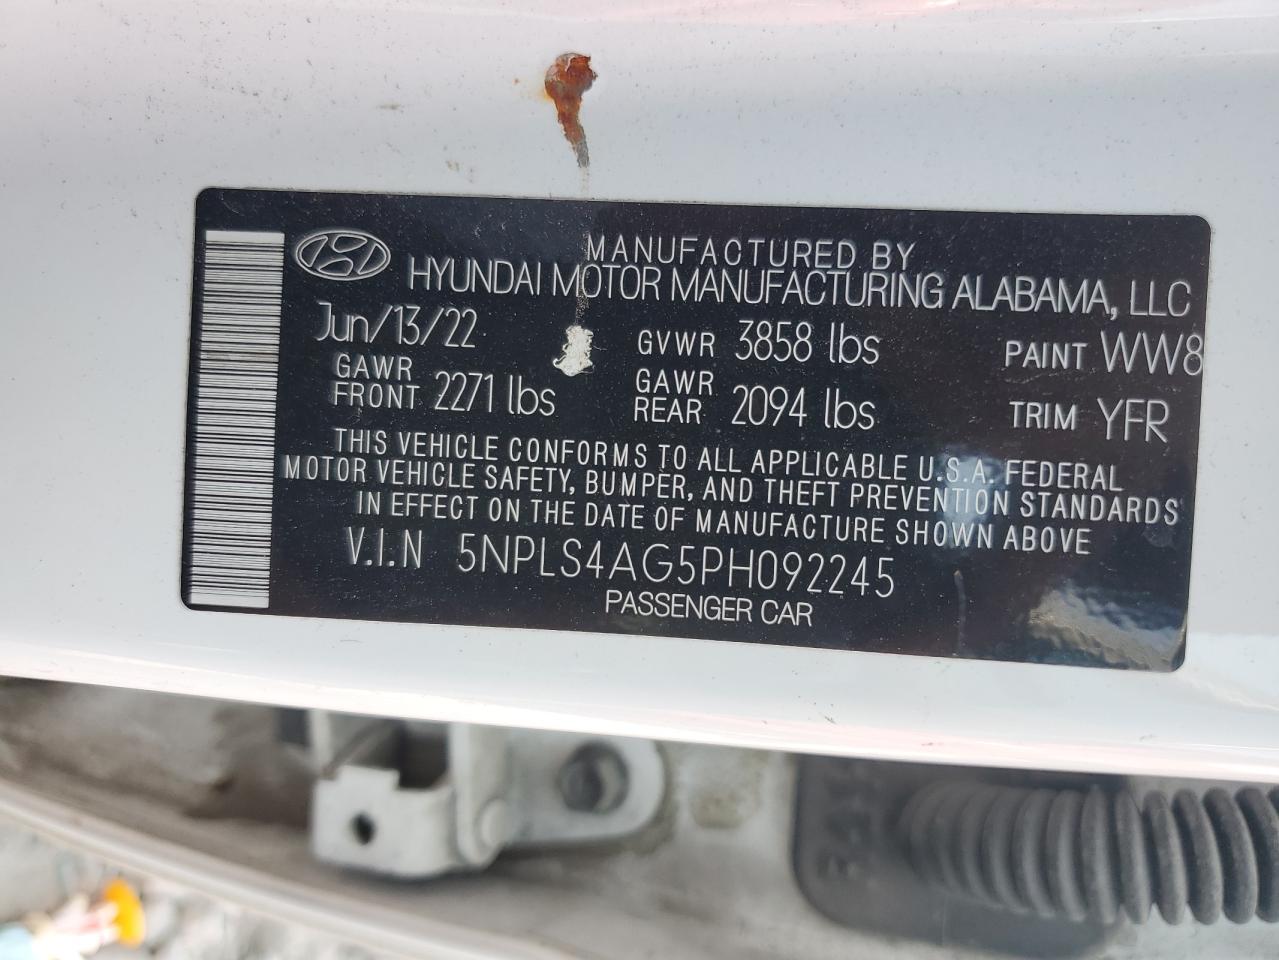 MANUFACTURED BY
HYUNDAI MOTOR MANUFACTURING ALABAMA, LLC
Jun/13/22 GVWR 3858 lbs PAINT WW8
GAWR FRONT 2271 lbs GAWR REAR 2094 lbs TRIM YFR
THIS VEHICLE CONFORMS TO ALL APPLICABLE U.S.A. FEDERAL
MOTOR VEHICLE SAFETY, BUMPER, AND THEFT PREVENTION STANDARDS
IN EFFECT ON THE DATE OF MANUFACTURE SHOWN ABOVE
V.I.N 5NPLS4AG5PH092245
PASSENGER CAR